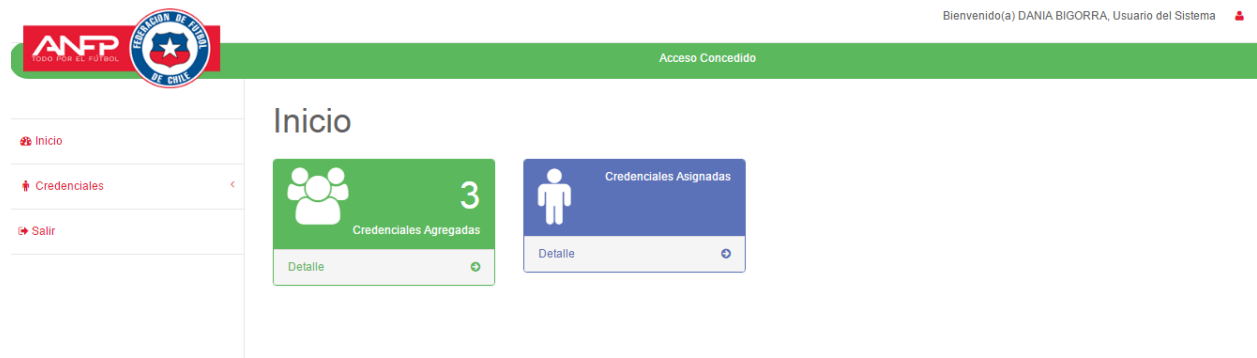 Bienvenido(a) DANIA BIGORRA, Usuario del Sistema
ANFP
TODO POR EL FÚTBOL
FEDERACION DE FUTBOL
DE CHILE
Acceso Concedido
Inicio
Credenciales
Salir
Inicio
3
Credenciales Agregadas
Detalle
Credenciales Asignadas
Detalle